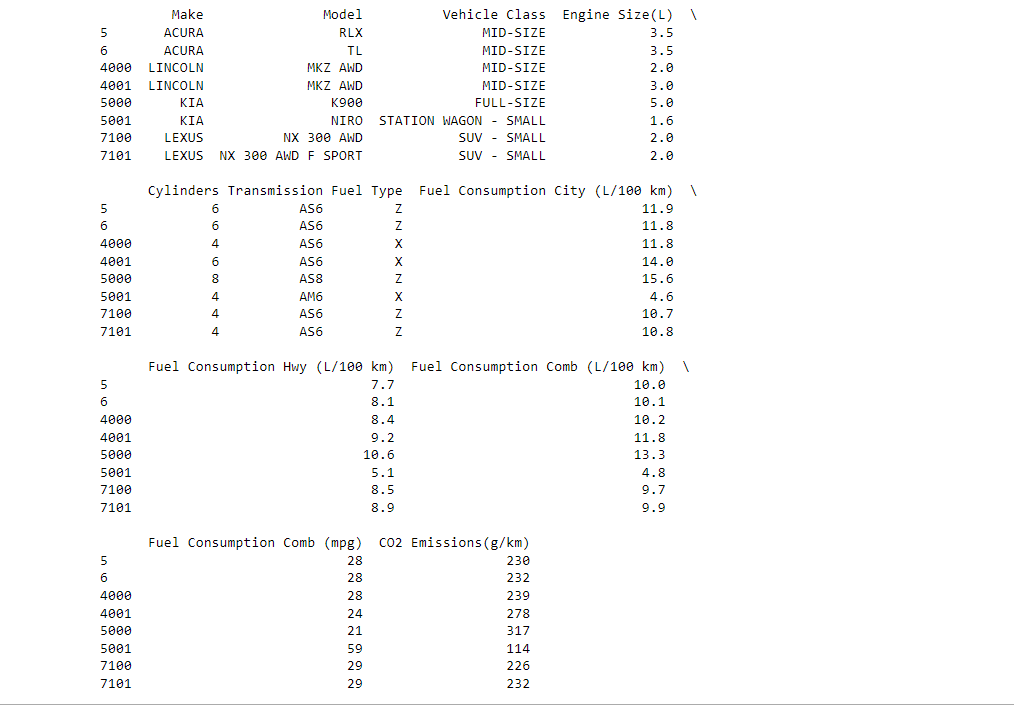 Make Model Vehicle Class Engine Size(L) \
5 ACURA RLX MID-SIZE 3.5
6 ACURA TL MID-SIZE 3.5
4000 LINCOLN MKZ AWD MID-SIZE 2.0
4001 LINCOLN MKZ AWD MID-SIZE 3.0
5000 KIA K900 FULL-SIZE 5.0
5001 KIA NIRO STATION WAGON - SMALL 1.6
7100 LEXUS NX 300 AWD SUV - SMALL 2.0
7101 LEXUS NX 300 AWD F SPORT SUV - SMALL 2.0
Cylinders Transmission Fuel Type Fuel Consumption City (L/100 km) \
5 6 AS6 Z 11.9
6 6 AS6 Z 11.8
4000 4 AS6 X 11.8
4001 6 AS6 X 14.0
5000 8 AS8 Z 15.6
5001 4 AM6 X 4.6
7100 4 AS6 Z 10.7
7101 4 AS6 Z 10.8
Fuel Consumption Hwy (L/100 km) Fuel Consumption Comb (L/100 km) \
5 7.7 10.0
6 8.1 10.1
4000 8.4 10.2
4001 9.2 11.8
5000 10.6 13.3
5001 5.1 4.8
7100 8.5 9.7
7101 8.9 9.9
Fuel Consumption Comb (mpg) CO2 Emissions(g/km)
5 28 230
6 28 232
4000 28 239
4001 24 278
5000 21 317
5001 59 114
7100 29 226
7101 29 232